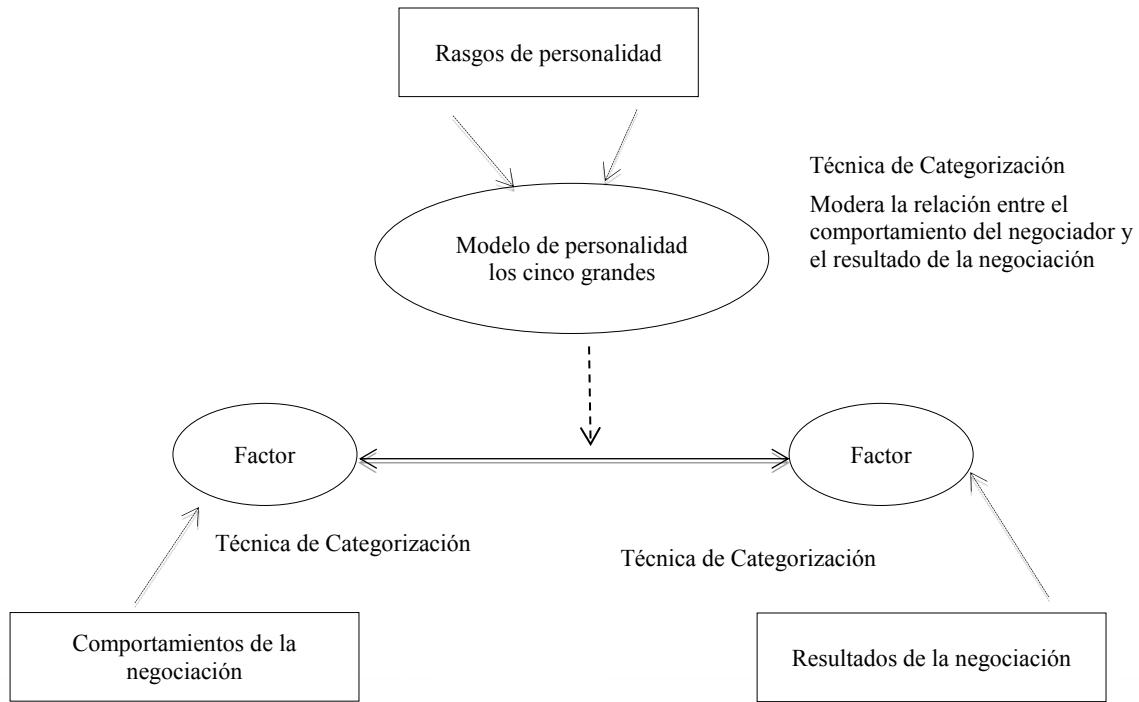 Rasgos de personalidad
Técnica de Categorización
Modera la relación entre el
comportamiento del negociador y
el resultado de la negociación
Modelo de personalidad
los cinco grandes
Factor
Factor
Técnica de Categorización
Técnica de Categorización
Comportamientos de la
negociación
Resultados de la negociación